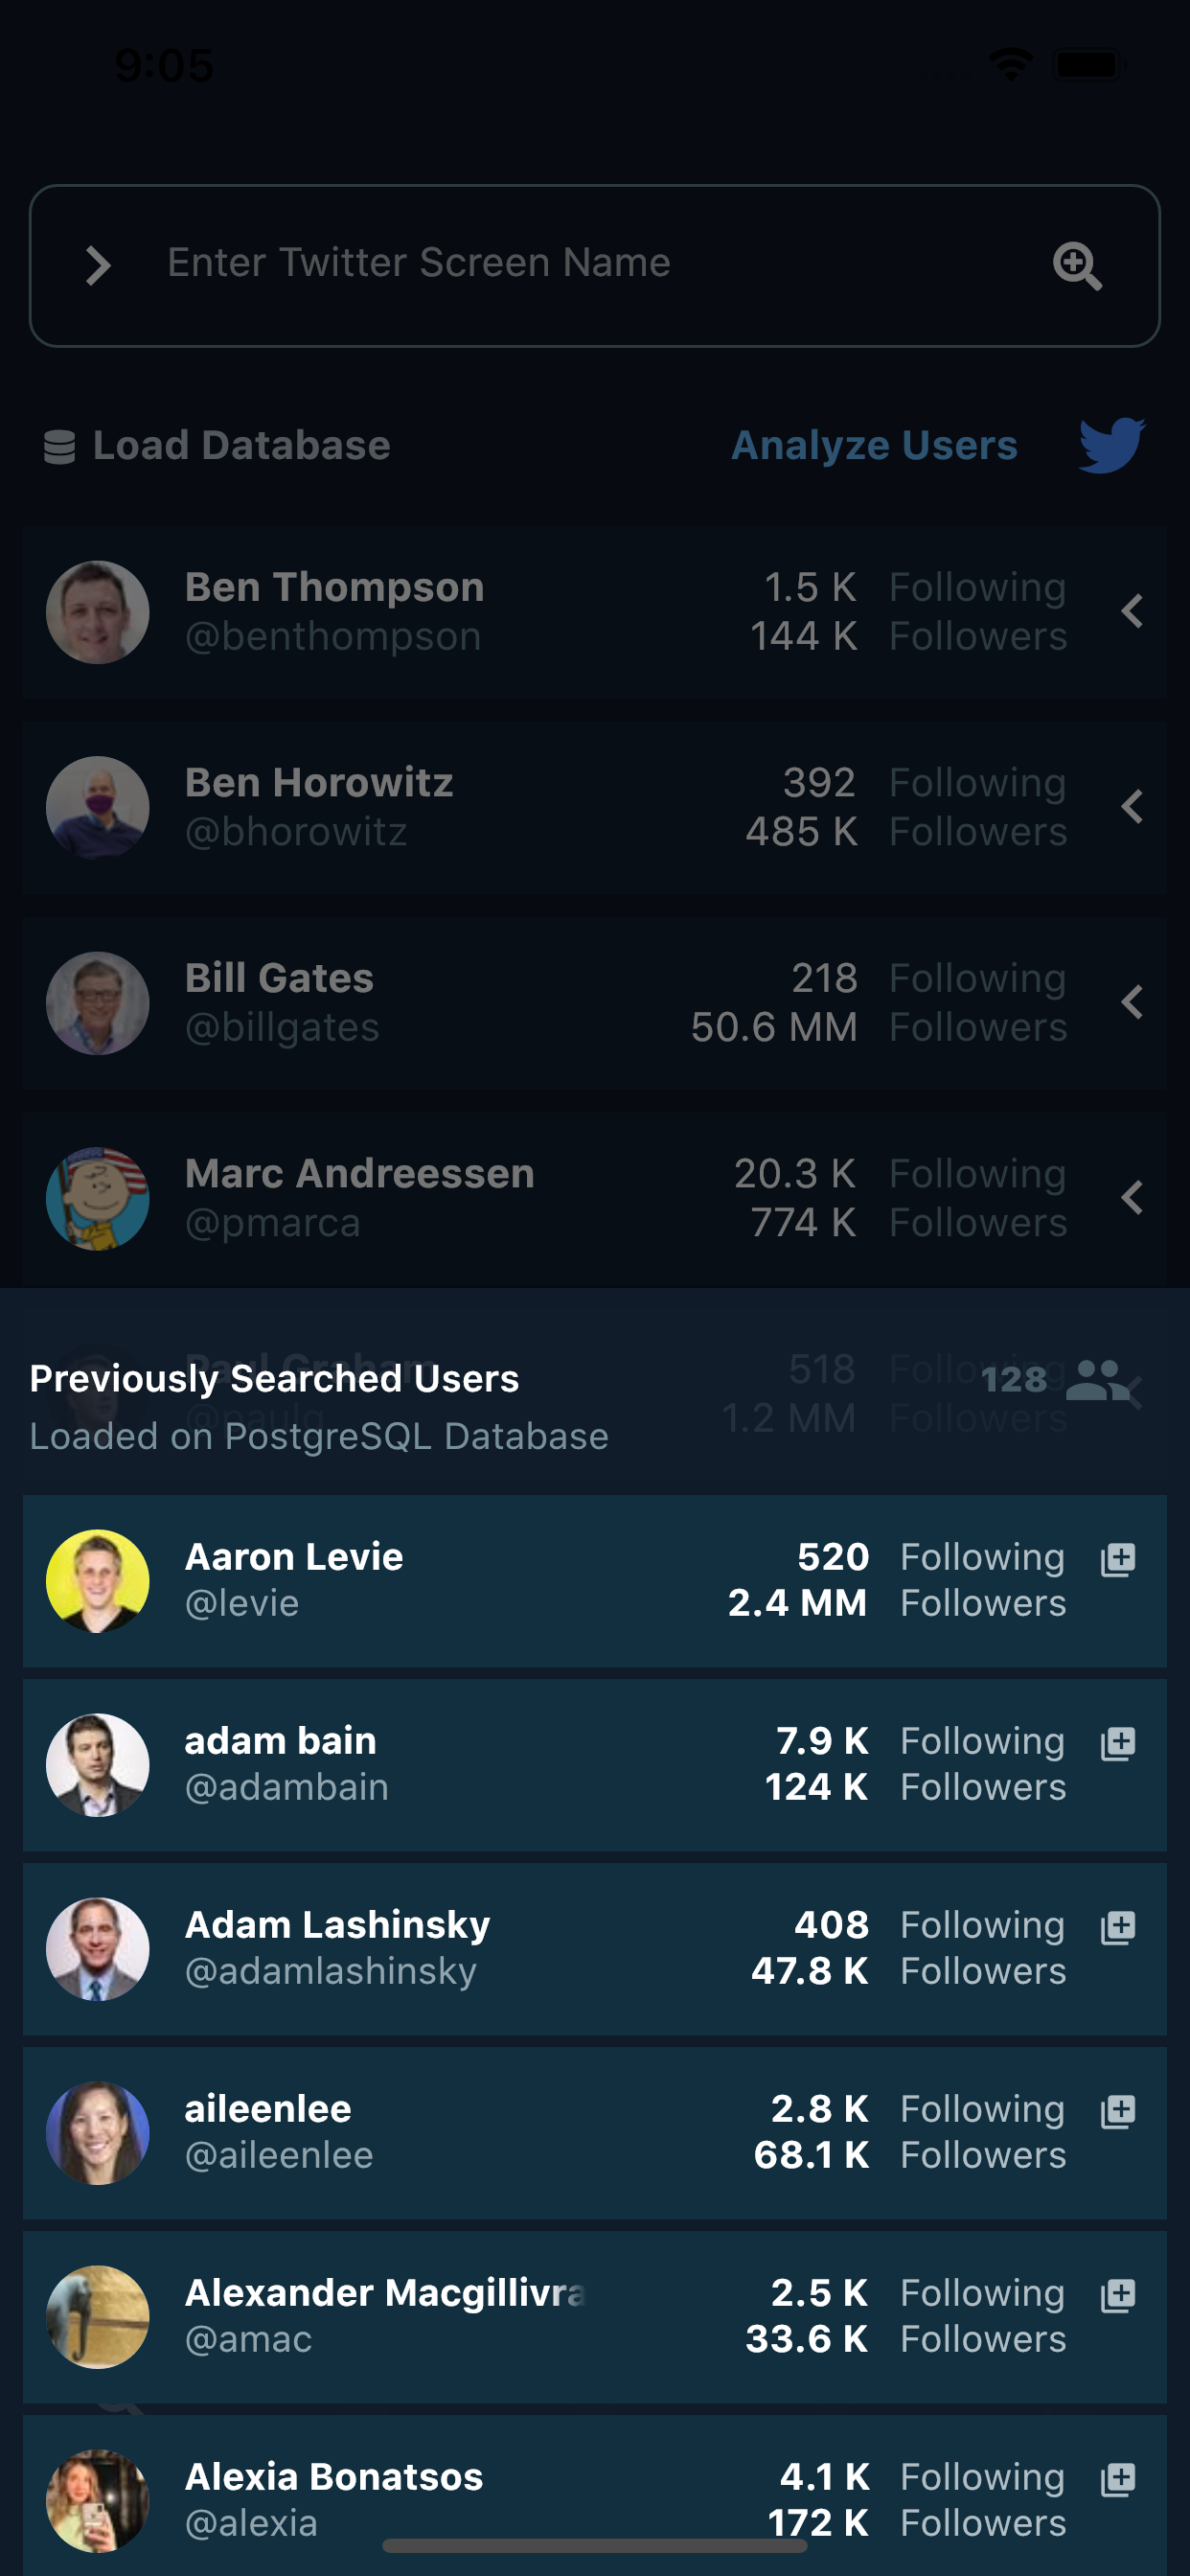 9:05
Enter Twitter Screen Name
Load Database Analyze Users
Ben Thompson 1.5 K Following
@benthompson 144 K Followers
Ben Horowitz 392 Following
@bhorowitz 485 K Followers
Bill Gates 218 Following
@billgates 50.6 MM Followers
Marc Andreessen 20.3 K Following
@pmarca 774 K Followers
Paul Graham 518 Following
@paulg 1.2 MM Followers
Previously Searched Users 128
Loaded on PostgreSQL Database
Aaron Levie 520 Following
@levie 2.4 MM Followers
adam bain 7.9 K Following
@adambain 124 K Followers
Adam Lashinsky 408 Following
@adamlashinsky 47.8 K Followers
aileenlee 2.8 K Following
@aileenlee 68.1 K Followers
Alexander Macgillivra 2.5 K Following
@amac 33.6 K Followers
Alexia Bonatsos 4.1 K Following
@alexia 172 K Followers